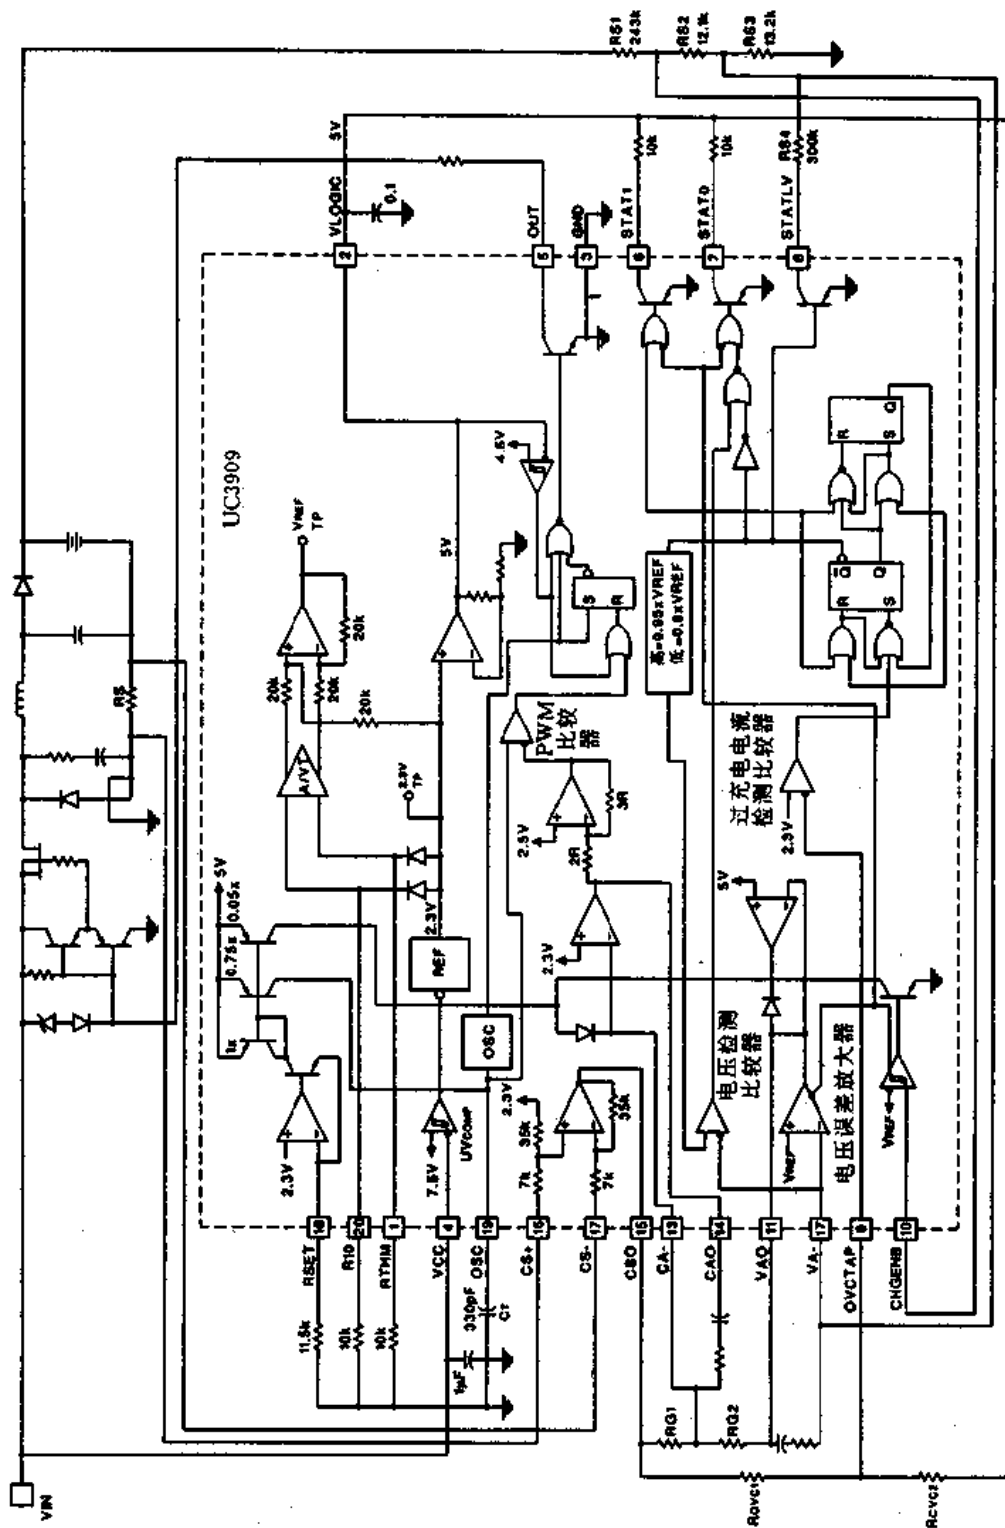 VIN
RS
RS1
243k
RS2
12.1k
RS3
13.2k
UC3909
5V
0.75x
0.05x
1x
2.3V
RSET
18
11.5k
R10
20
10k
RTHM
1
10k
VCC
4
1μF
7.5V
UVCOMP
REF
2.3V
2.3V
TP
A/V1
20k
20k
20k
20k
VREF
TP
5V
VLOGIC
2
5V
0.1
OSC
19
330pF
CT
OSC
CS+
16
7k
35k
2.3V
CS-
17
7k
35k
CSO
15
CA-
13
CAO
14
2.3V
2R
2.5V
3R
PWM
比较
器
4.5V
S
R
OUT
5
GND
3
STAT1
6
10k
STAT0
7
10k
STATLV
8
RS4
300k
高=0.95xVREF
低=0.8xVREF
电压检测
比较器
VAO
11
VA-
17
VREF
5V
电压误差放大器
OVCTAP
9
2.3V
过充电电流
检测比较器
R
S
Q
Q
R
S
Q
CHGENB
10
VREF
RG1
RG2
ROVC1
RCVC2